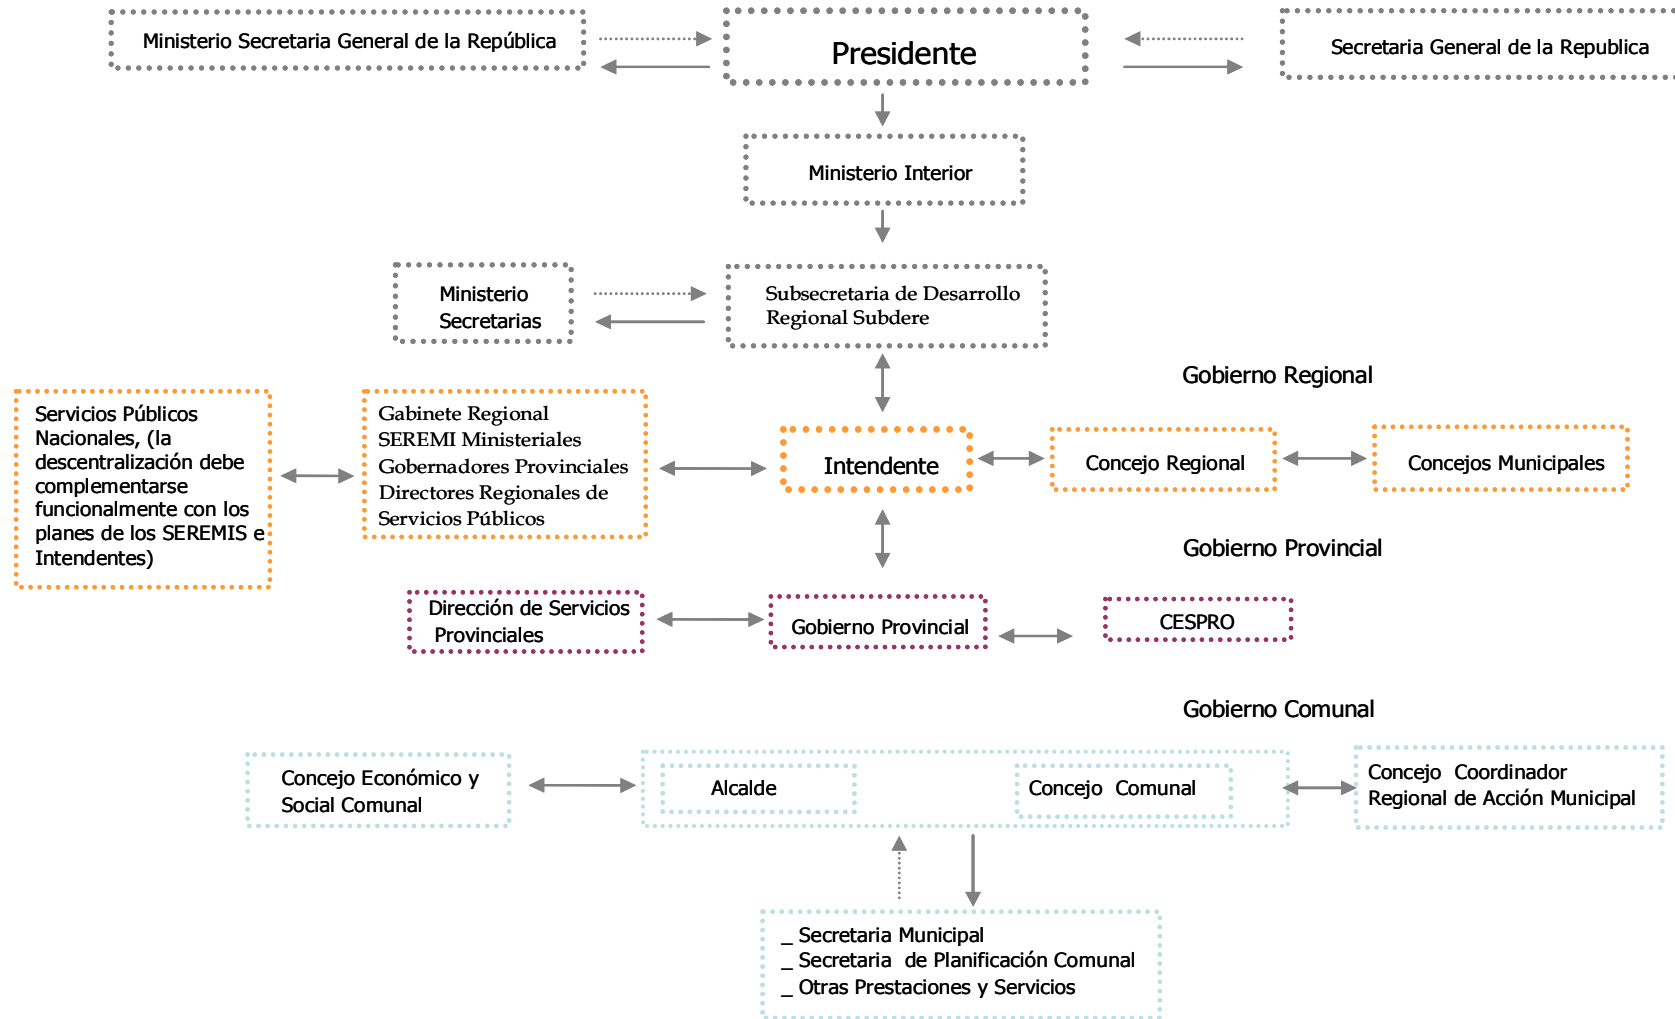 Ministerio Secretaria General de la República
Presidente
Secretaria General de la Republica
Ministerio Interior
Ministerio
Secretarias
Subsecretaria de Desarrollo
Regional Subdere
Gobierno Regional
Servicios Públicos
Nacionales, (la
descentralización debe
complementarse
funcionalmente con los
planes de los SEREMIS e
Intendentes)
Gabinete Regional
SEREMI Ministeriales
Gobernadores Provinciales
Directores Regionales de
Servicios Públicos
Intendente
Concejo Regional
Concejos Municipales
Gobierno Provincial
Dirección de Servicios
Provinciales
Gobierno Provincial
CESPRO
Gobierno Comunal
Concejo Económico y
Social Comunal
Alcalde
Concejo Comunal
Concejo Coordinador
Regional de Acción Municipal
_ Secretaria Municipal
_ Secretaria de Planificación Comunal
_ Otras Prestaciones y Servicios